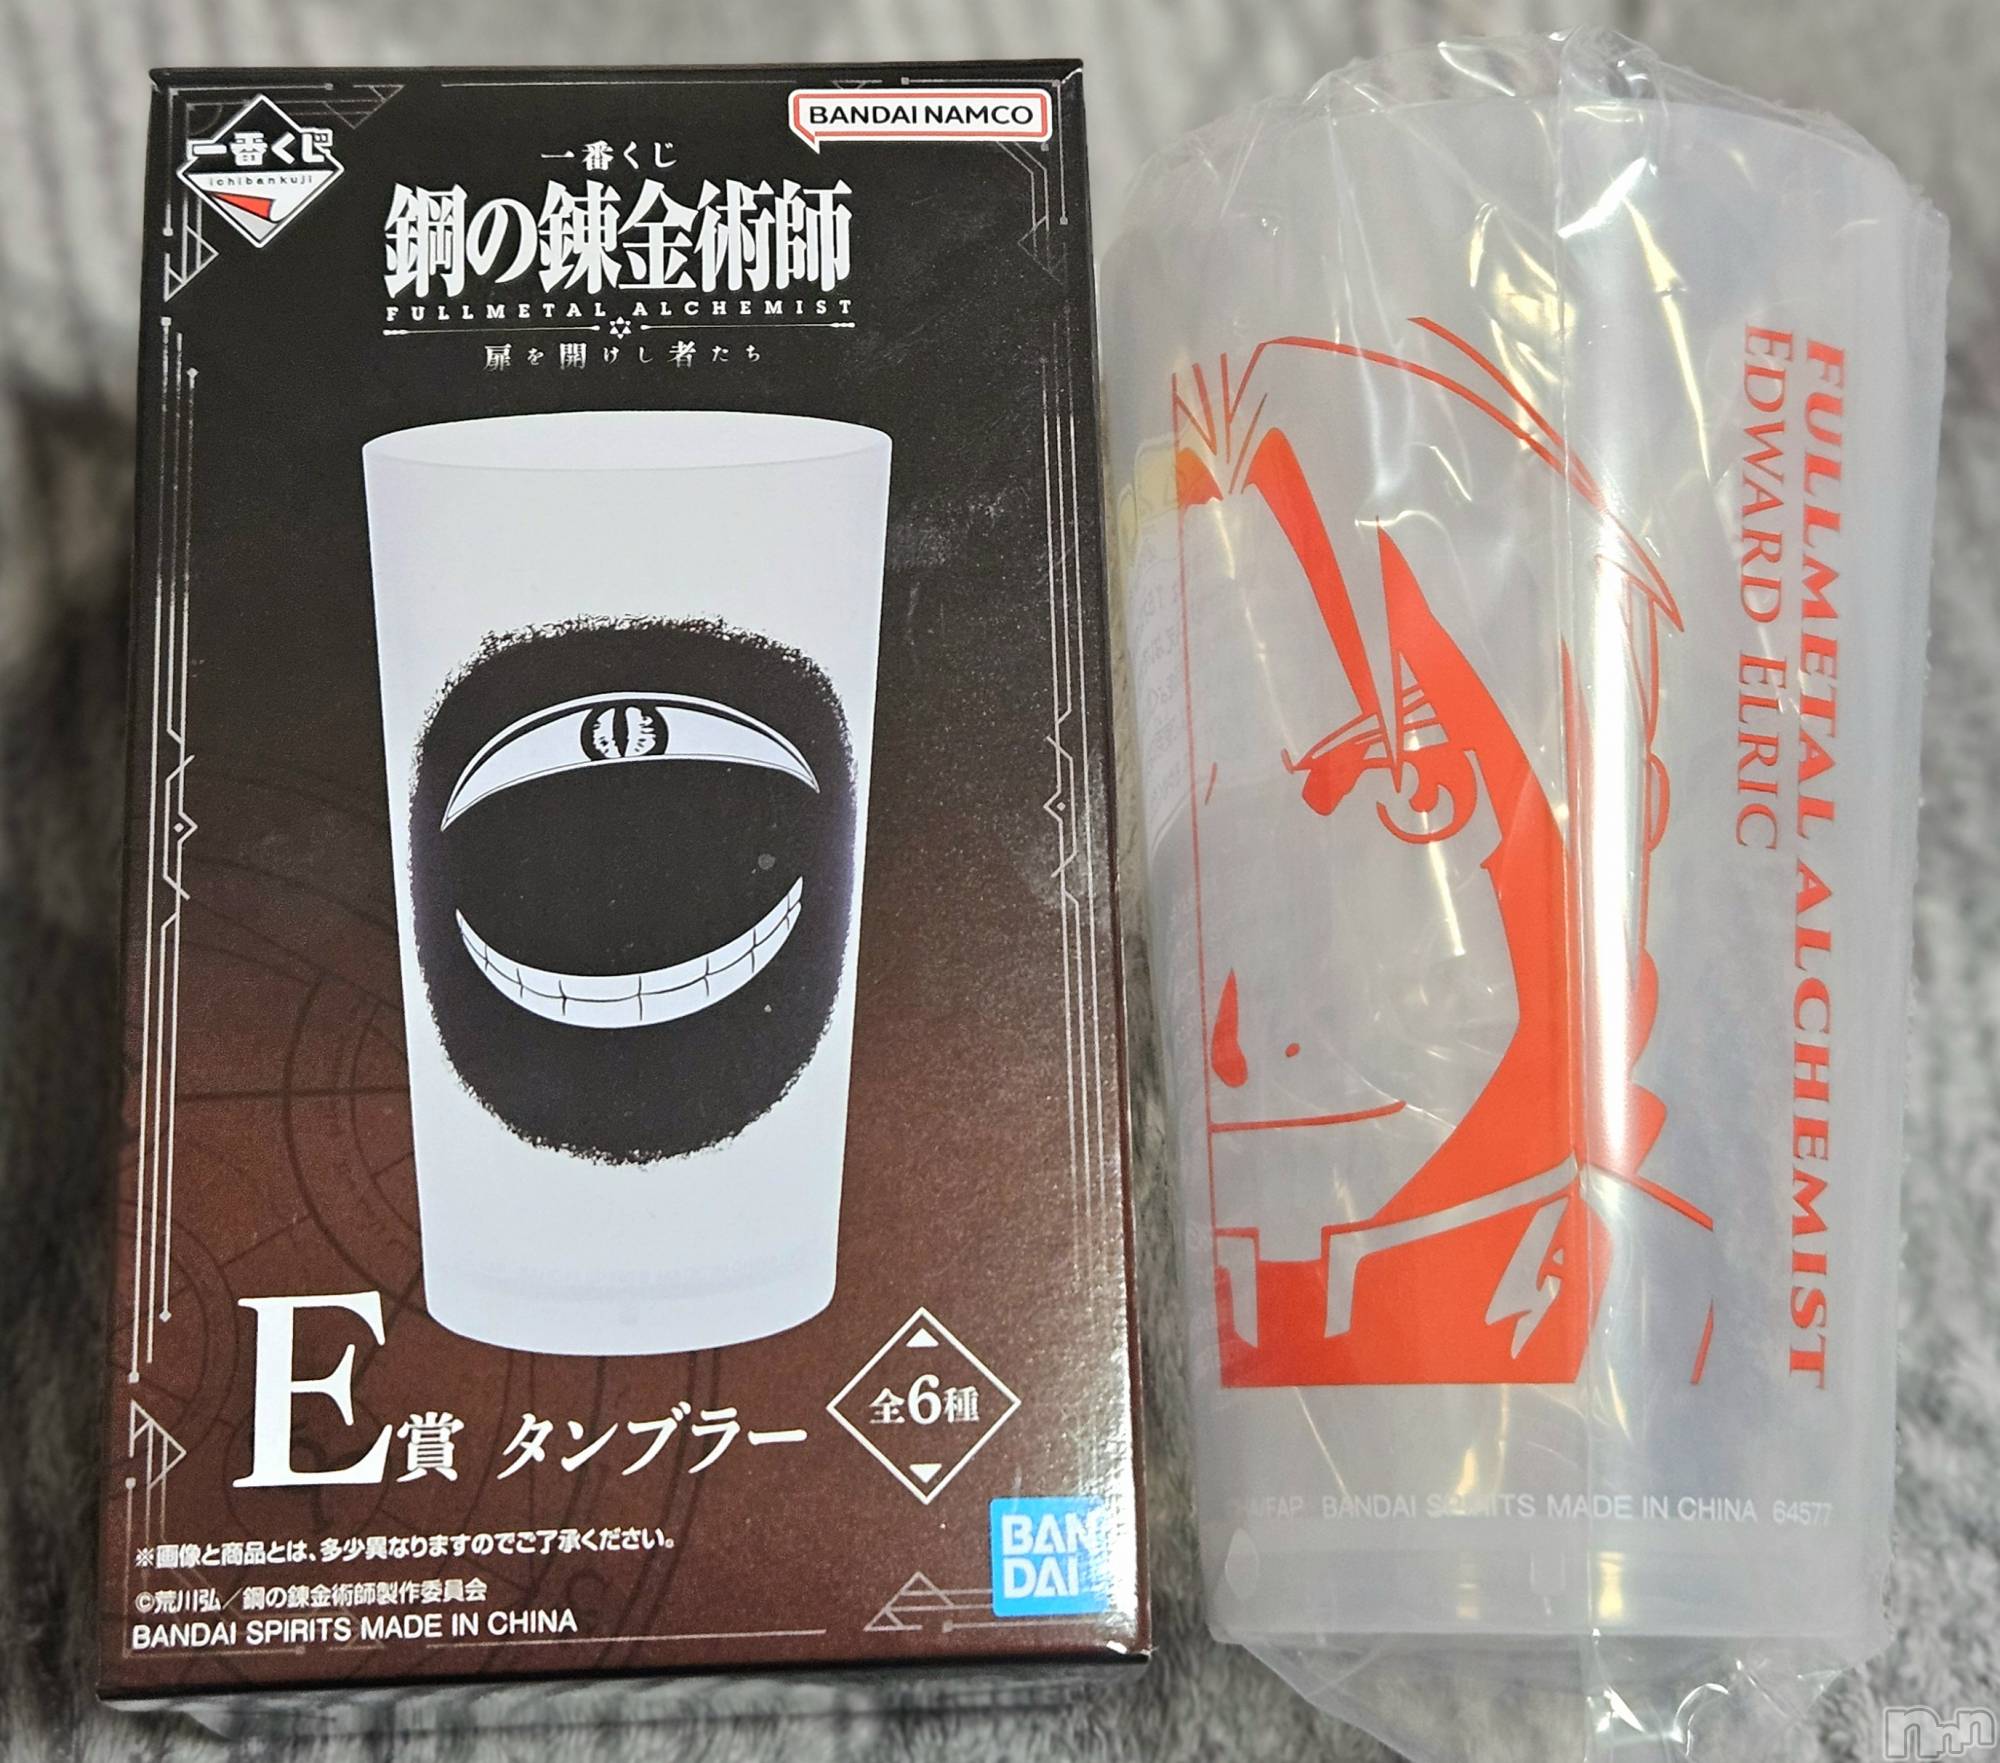 一番くじ
ichibankuji
BANDAI NAMCO
一番くじ
鋼の錬金術師
FULLMETAL ALCHEMIST
扉を開けし者たち
E賞 タンブラー
全6種
※画像と商品とは、多少異なりますのでご了承ください。
©荒川弘／鋼の錬金術師製作委員会
BANDAI SPIRITS MADE IN CHINA
BANDAI
FULLMETAL ALCHEMIST
EDWARD ELRIC
BANDAI SPIRITS MADE IN CHINA 64577